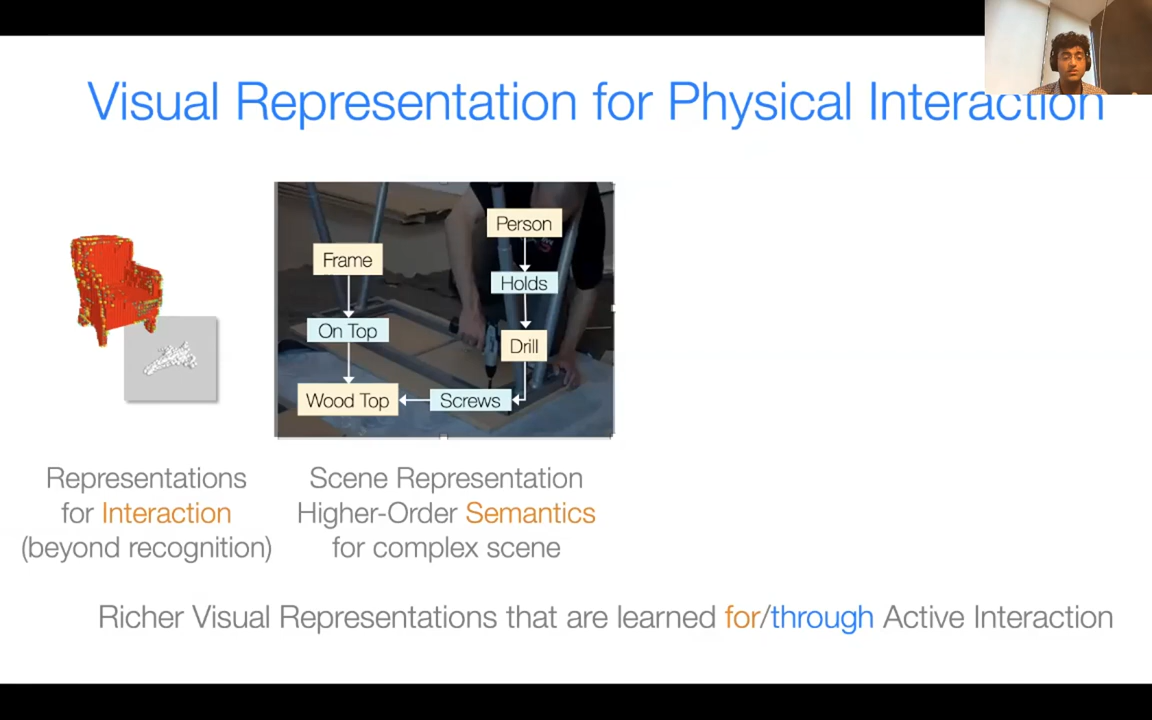 Visual Representation for Physical Interaction
Person
Frame
Holds
On Top
Drill
Wood Top
Screws
Representations
for Interaction
(beyond recognition)
Scene Representation
Higher-Order Semantics
for complex scene
Richer Visual Representations that are learned for/through Active Interaction